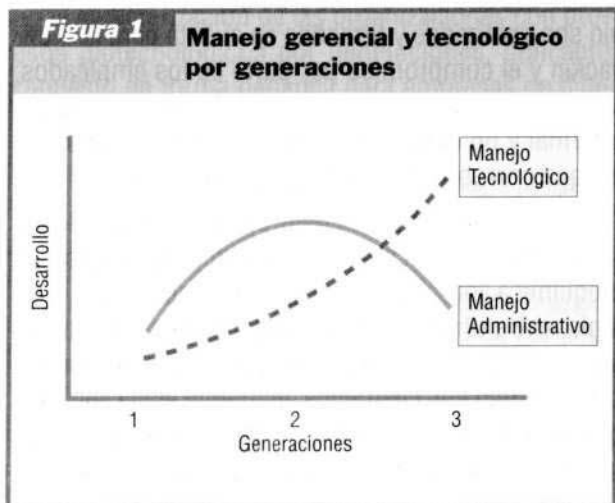 Figura 1
Manejo gerencial y tecnológico
por generaciones
Manejo
Tecnológico
Desarrollo
Manejo
Administrativo
1 2 3
Generaciones